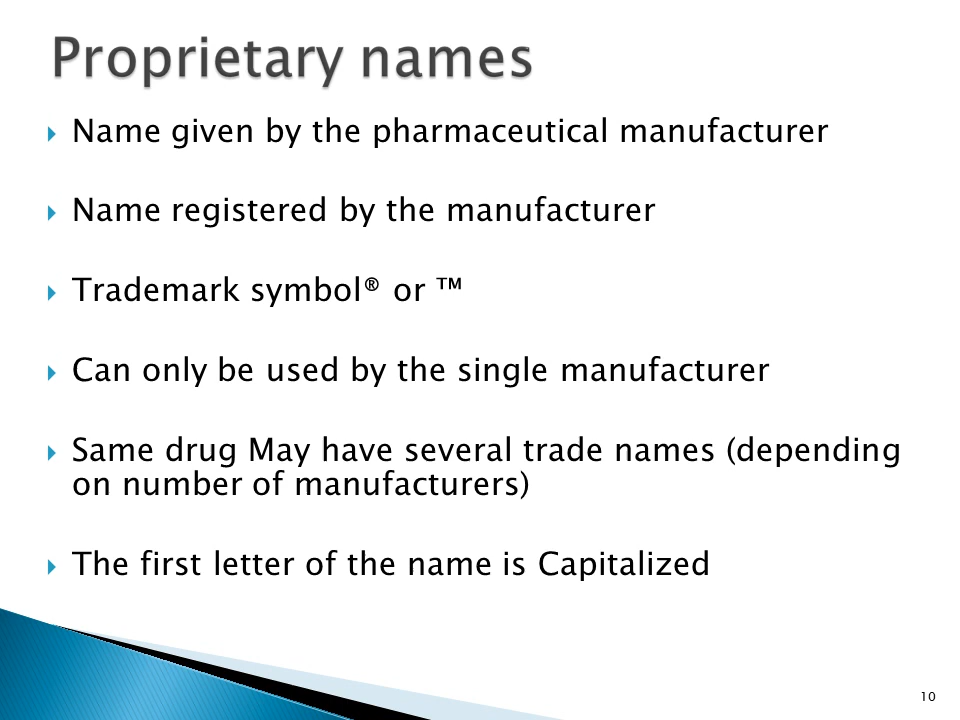 Proprietary names
Name given by the pharmaceutical manufacturer
Name registered by the manufacturer
Trademark symbol® or ™
Can only be used by the single manufacturer
Same drug May have several trade names (depending
on number of manufacturers)
The first letter of the name is Capitalized
10